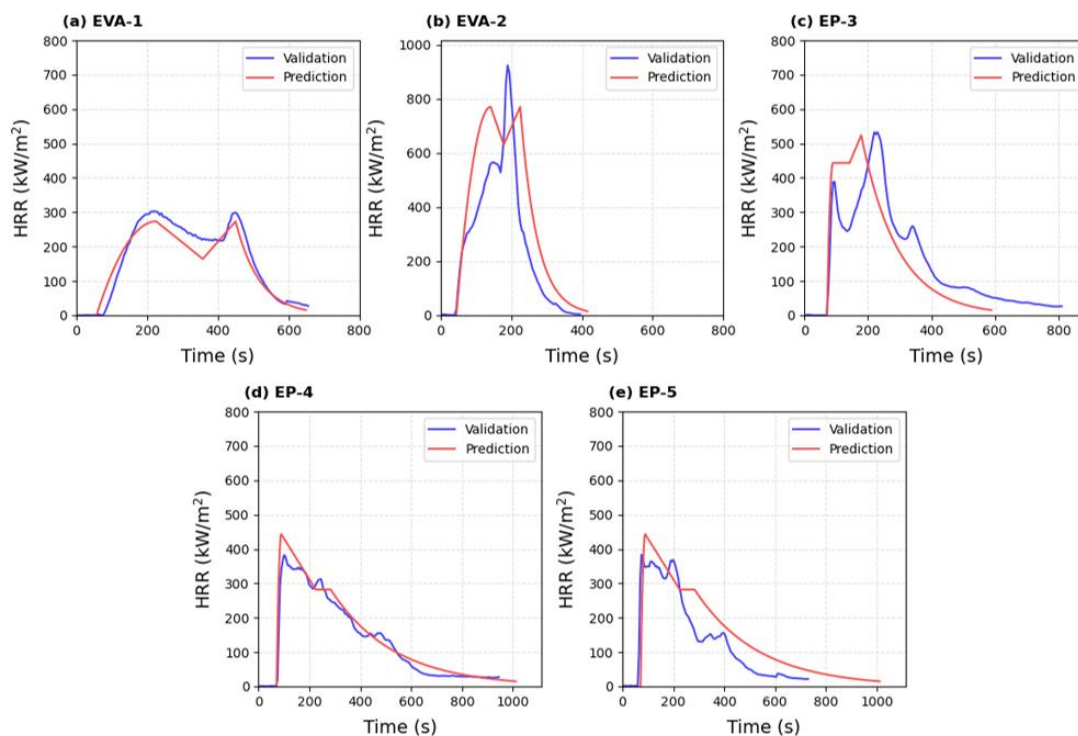 (a) EVA-1
800
700
600
500
400
300
200
100
0
HRR (kW/m²)
0 200 400 600 800
Time (s)
Validation
Prediction
(b) EVA-2
1000
800
600
400
200
0
HRR (kW/m²)
0 200 400 600 800
Time (s)
Validation
Prediction
(c) EP-3
800
700
600
500
400
300
200
100
0
HRR (kW/m²)
0 200 400 600 800
Time (s)
Validation
Prediction
(d) EP-4
800
700
600
500
400
300
200
100
0
HRR (kW/m²)
0 200 400 600 800 1000
Time (s)
Validation
Prediction
(e) EP-5
800
700
600
500
400
300
200
100
0
HRR (kW/m²)
0 200 400 600 800 1000
Time (s)
Validation
Prediction